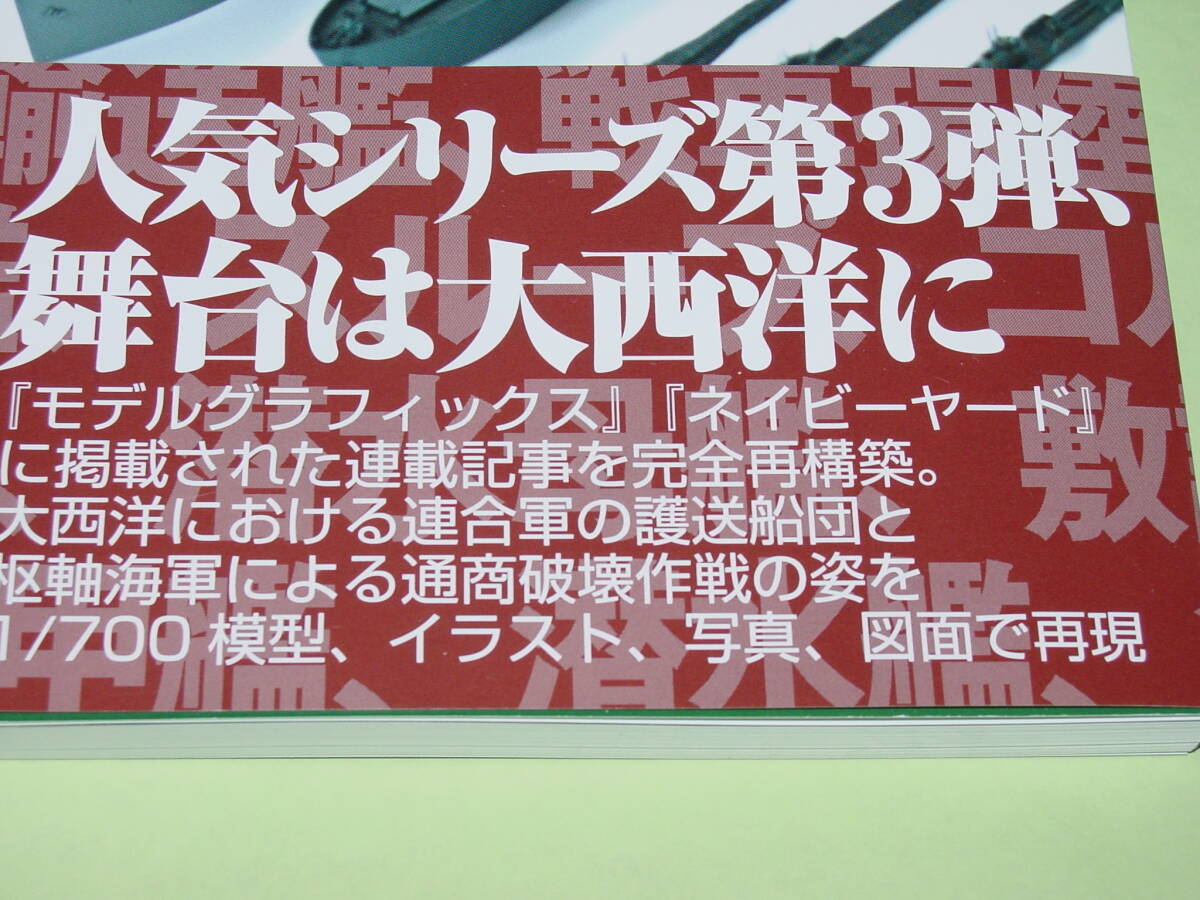 人気シリーズ第3弾、
舞台は大西洋に
『モデルグラフィックス』『ネイビーヤード』
に掲載された連載記事を完全再構築。
大西洋における連合軍の護送船団と
枢軸海軍による通商破壊作戦の姿を
1/700 模型、イラスト、写真、図面で再現